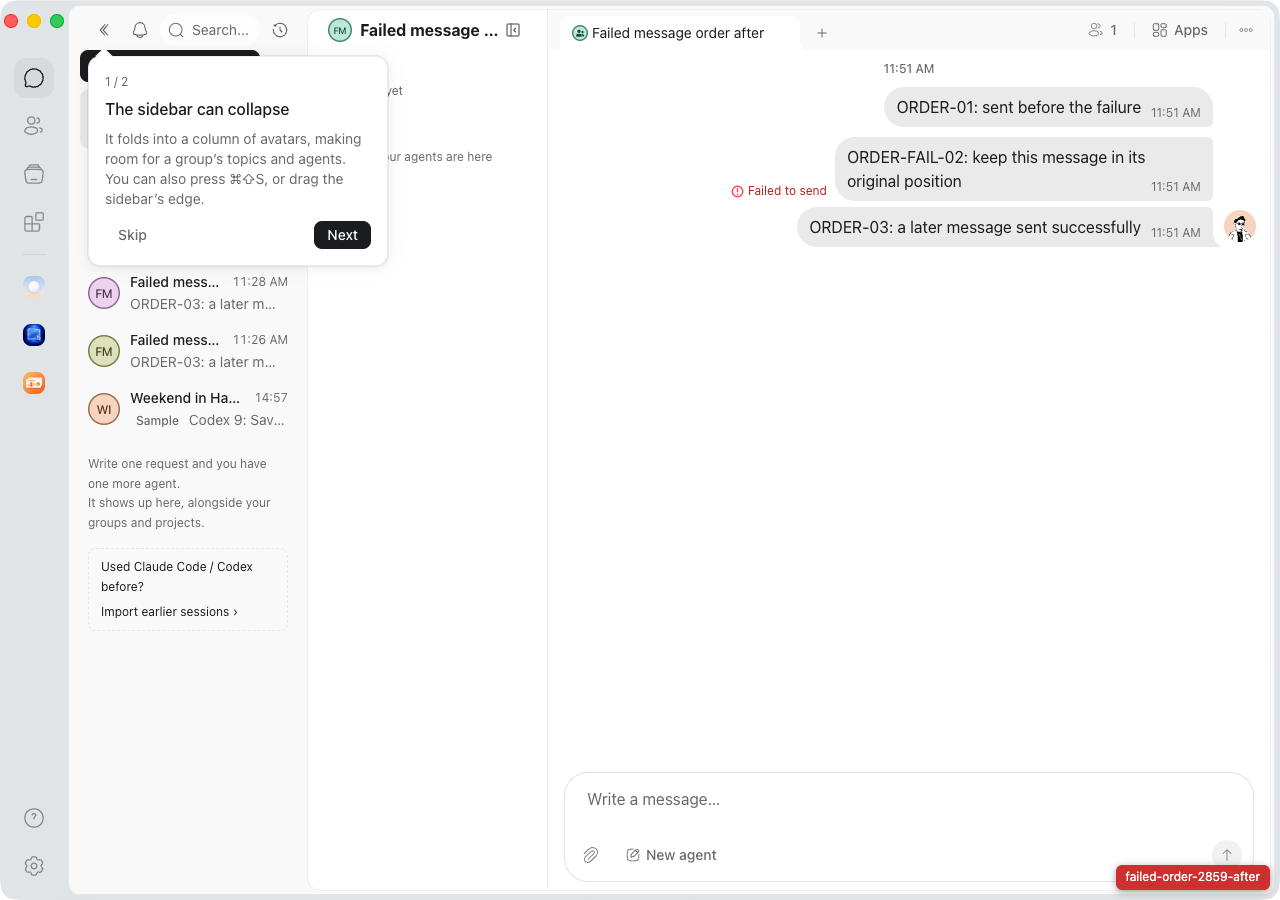 Search...
1 / 2
The sidebar can collapse
It folds into a column of avatars, making
room for a group’s topics and agents.
You can also press ⌘⇧S, or drag the
sidebar’s edge.
Skip
Next
FM
Failed mess...
11:28 AM
ORDER-03: a later m...
FM
Failed mess...
11:26 AM
ORDER-03: a later m...
WI
Weekend in Ha...
14:57
Sample
Codex 9: Sav...
Write one request and you have
one more agent.
It shows up here, alongside your
groups and projects.
Used Claude Code / Codex
before?
Import earlier sessions ›
FM
Failed message ...
yet
agents are here
Failed message order after
1
Apps
11:51 AM
ORDER-01: sent before the failure
11:51 AM
ORDER-FAIL-02: keep this message in its
original position
11:51 AM
Failed to send
ORDER-03: a later message sent successfully
11:51 AM
Write a message...
New agent
failed-order-2859-after